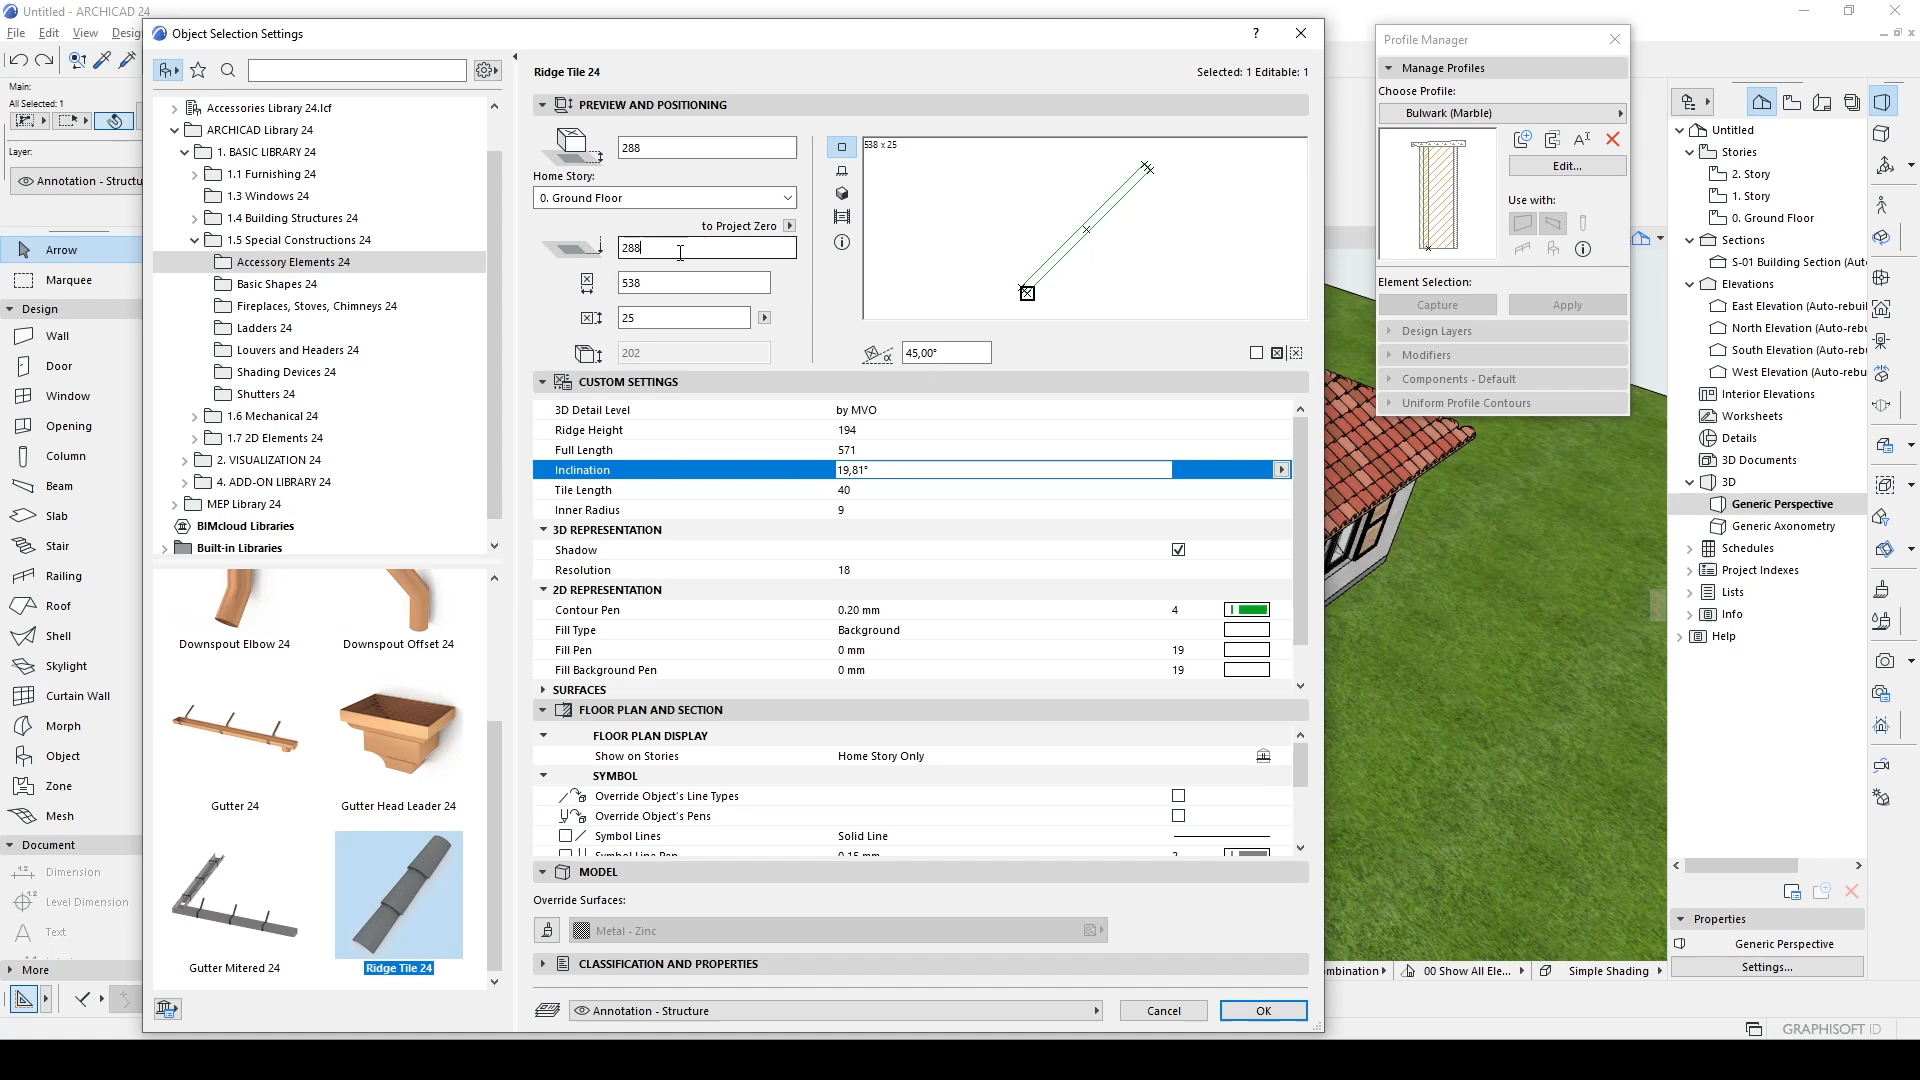 Untitled - ARCHICAD 24
File Edit View Desig
Main:
All Selected: 1
Layer:
Annotation - Structu
Arrow
Marquee
Design
Wall
Door
Window
Opening
Column
Beam
Slab
Stair
Railing
Roof
Shell
Skylight
Curtain Wall
Morph
Object
Zone
Mesh
Document
Dimension
Level Dimension
Text
More
Object Selection Settings
Accessories Library 24.lcf
ARCHICAD Library 24
1. BASIC LIBRARY 24
1.1 Furnishing 24
1.3 Windows 24
1.4 Building Structures 24
1.5 Special Constructions 24
Accessory Elements 24
Basic Shapes 24
Fireplaces, Stoves, Chimneys 24
Ladders 24
Louvers and Headers 24
Shading Devices 24
Shutters 24
1.6 Mechanical 24
1.7 2D Elements 24
2. VISUALIZATION 24
4. ADD-ON LIBRARY 24
MEP Library 24
BIMcloud Libraries
Built-in Libraries
Downspout Elbow 24
Downspout Offset 24
Gutter 24
Gutter Head Leader 24
Gutter Mitered 24
Ridge Tile 24
?
Ridge Tile 24
Selected: 1 Editable: 1
PREVIEW AND POSITIONING
288
Home Story:
0. Ground Floor
to Project Zero
288
538
25
202
538 x 25
α
45,00°
CUSTOM SETTINGS
3D Detail Level by MVO
Ridge Height 194
Full Length 571
Inclination 19,81°
Tile Length 40
Inner Radius 9
3D REPRESENTATION
Shadow
Resolution 18
2D REPRESENTATION
Contour Pen 0.20 mm 4
Fill Type Background
Fill Pen 0 mm 19
Fill Background Pen 0 mm 19
SURFACES
FLOOR PLAN AND SECTION
FLOOR PLAN DISPLAY
Show on Stories Home Story Only
SYMBOL
Override Object's Line Types
Override Object's Pens
Symbol Lines Solid Line
Symbol Line Pen 0.15 mm 2
MODEL
Override Surfaces:
Metal - Zinc
CLASSIFICATION AND PROPERTIES
Annotation - Structure
Cancel
OK
Profile Manager
Manage Profiles
Choose Profile:
Bulwark (Marble)
Edit...
Use with:
Element Selection:
Capture
Apply
Design Layers
Modifiers
Components - Default
Uniform Profile Contours
Untitled
Stories
2. Story
1. Story
0. Ground Floor
Sections
S-01 Building Section (Aut
Elevations
East Elevation (Auto-rebuil
North Elevation (Auto-rebu
South Elevation (Auto-rebu
West Elevation (Auto-rebu
Interior Elevations
Worksheets
Details
3D Documents
3D
Generic Perspective
Generic Axonometry
Schedules
Project Indexes
Lists
Info
Help
Properties
Generic Perspective
Settings...
ombination
00 Show All Ele...
Simple Shading
GRAPHISOFT ID